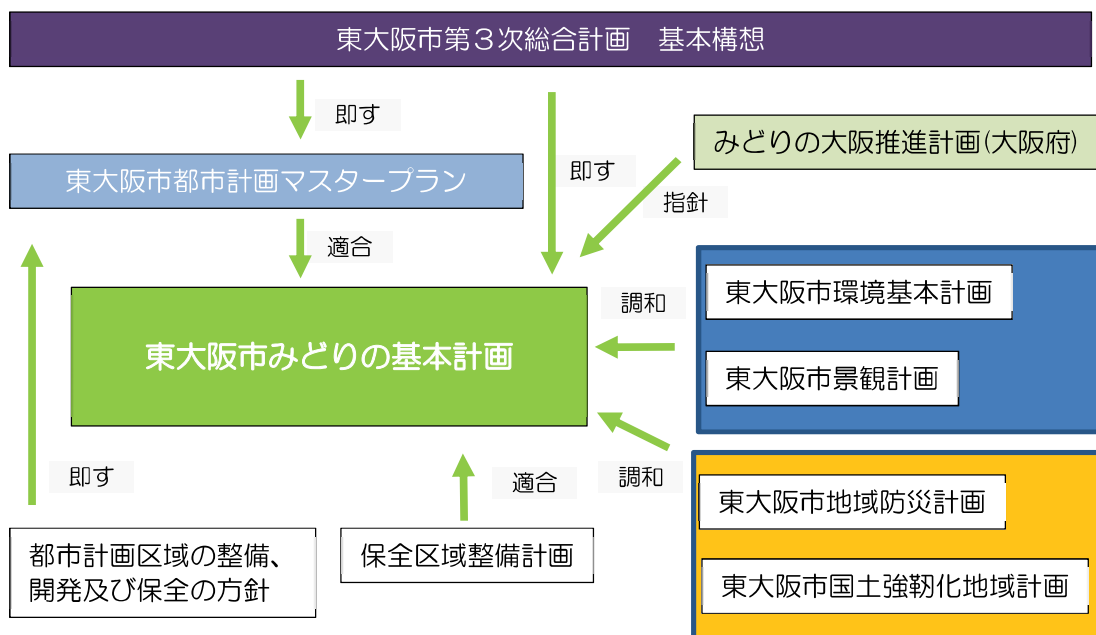 東大阪市第３次総合計画　基本構想
即す
みどりの大阪推進計画(大阪府)
東大阪市都市計画マスタープラン
即す
指針
適合
東大阪市環境基本計画
調和
東大阪市みどりの基本計画
東大阪市景観計画
即す
適合
調和
東大阪市地域防災計画
都市計画区域の整備、
開発及び保全の方針
保全区域整備計画
東大阪市国土強靭化地域計画